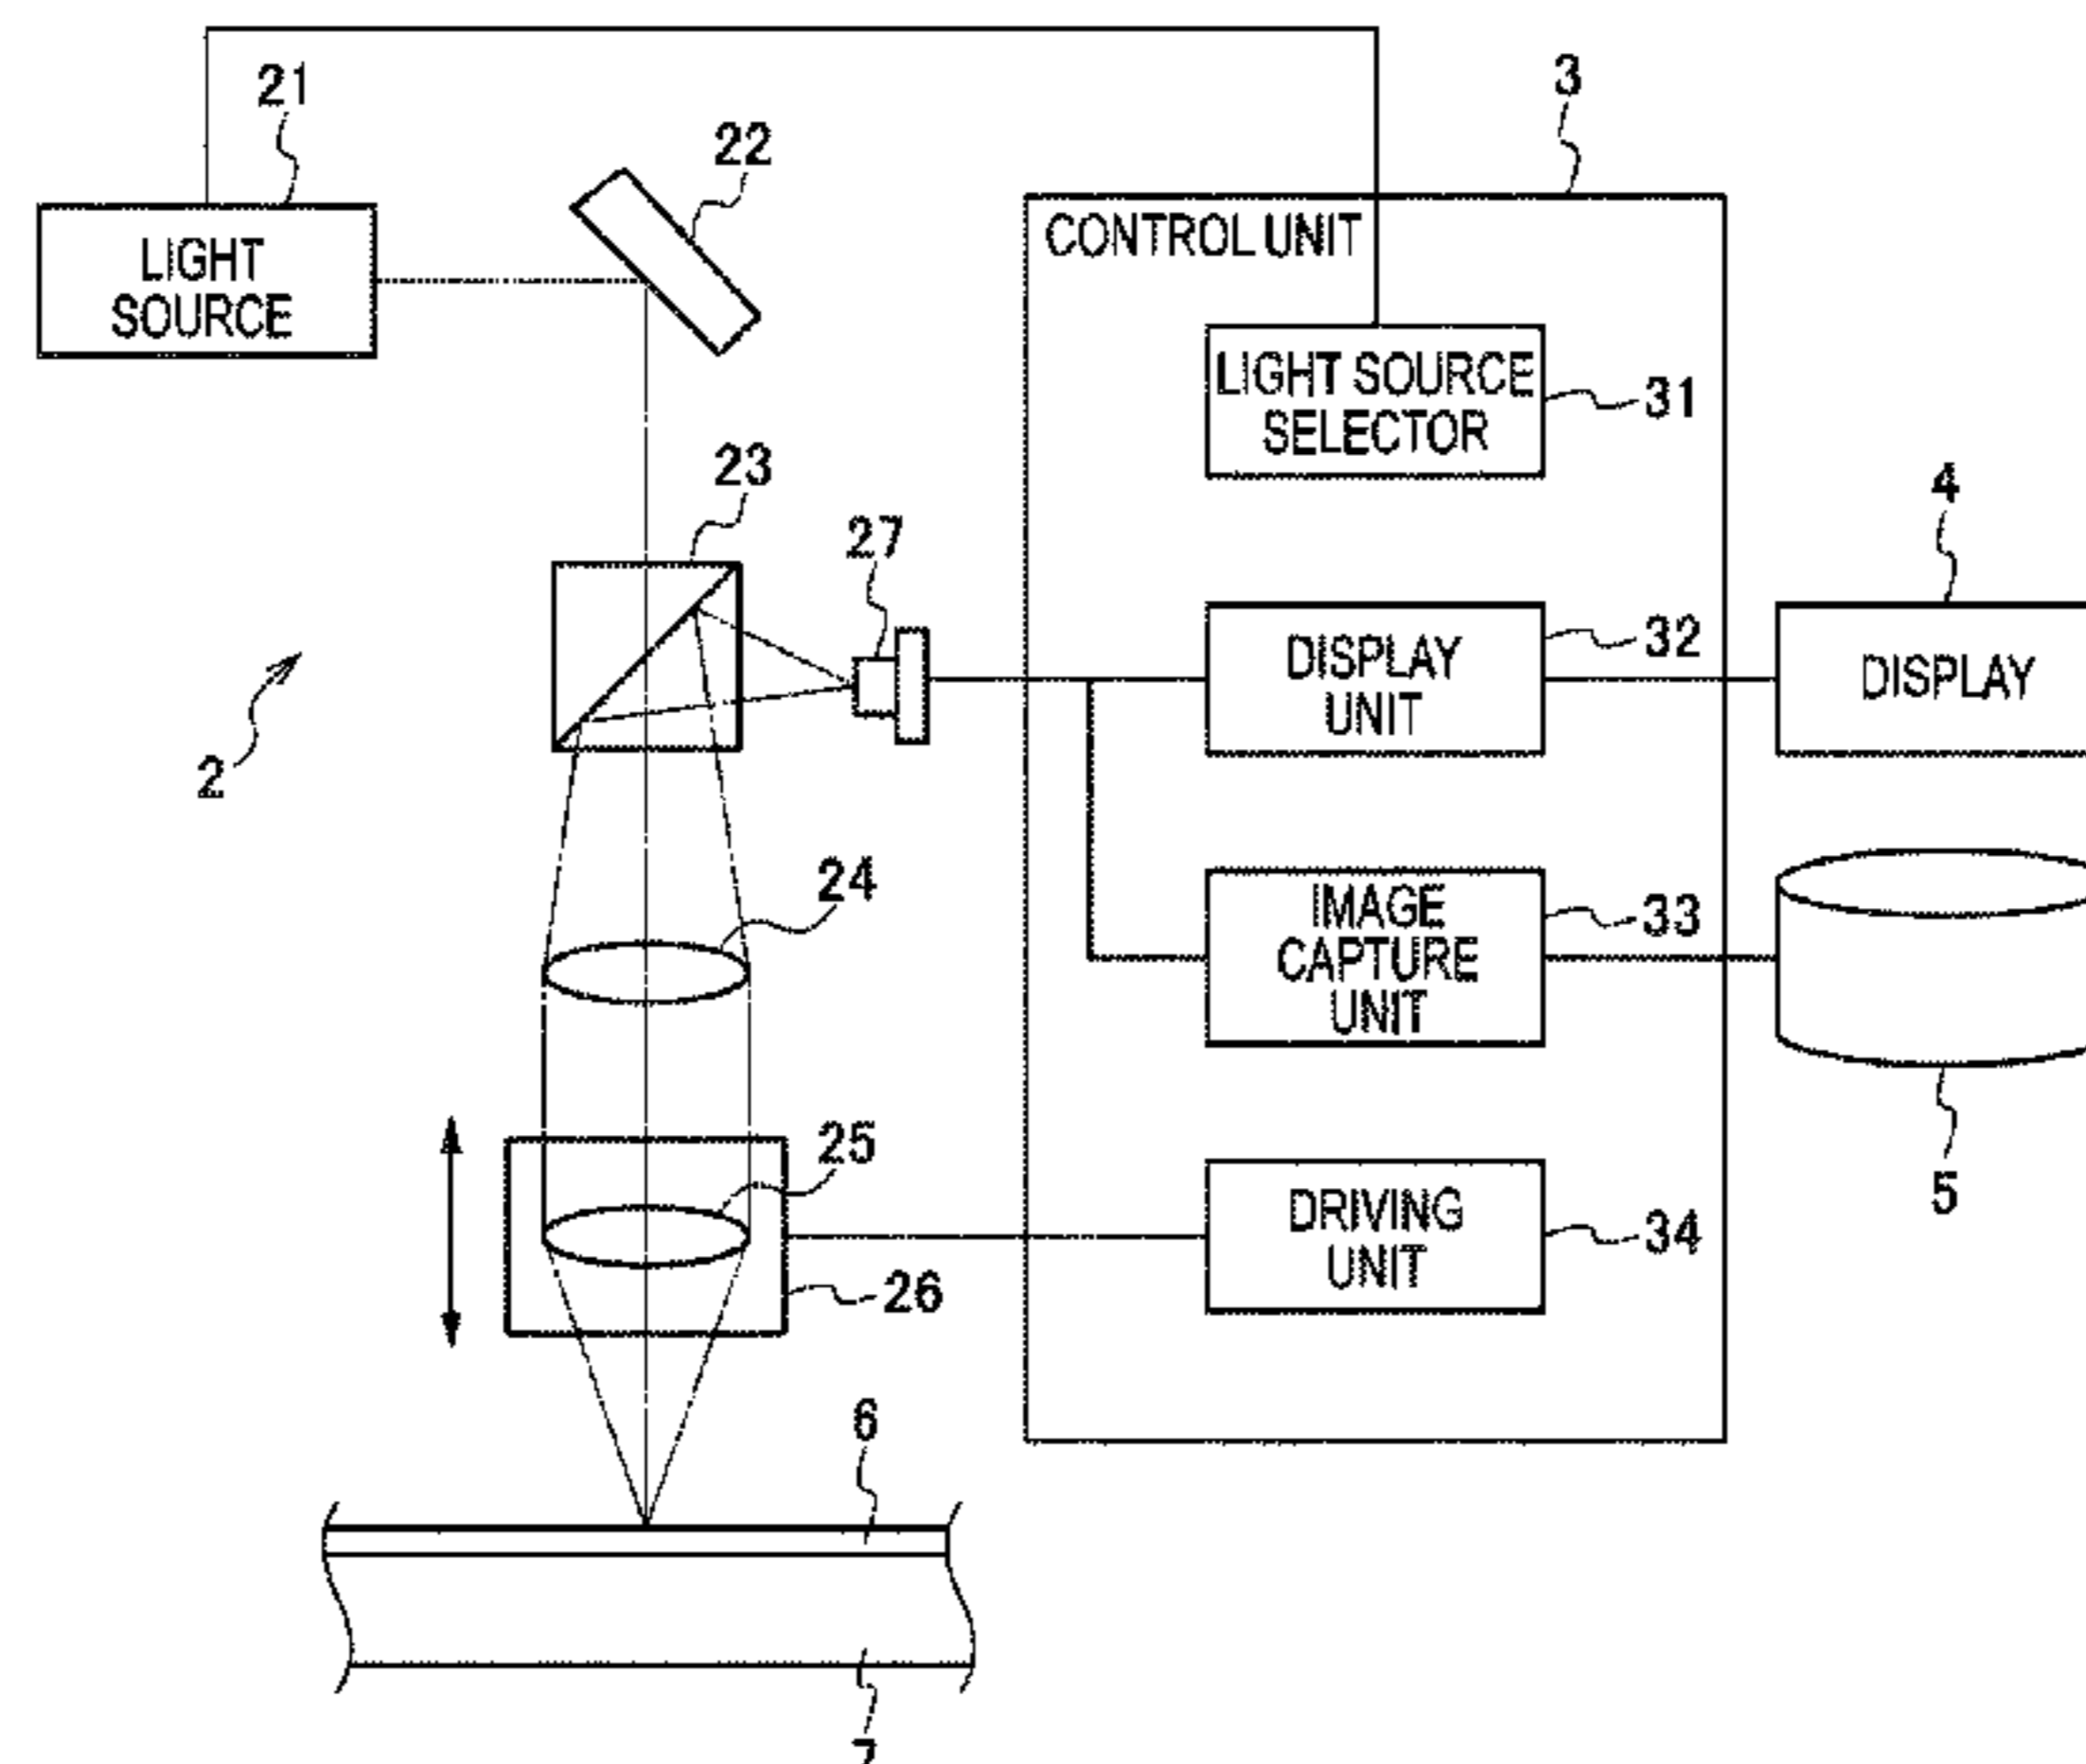 21
3
22
CONTROL UNIT
LIGHT
SOURCE
LIGHT SOURCE
SELECTOR
31
23
4
27
DISPLAY
UNIT
32
DISPLAY
2
24
IMAGE
CAPTURE
UNIT
33
25
5
DRIVING
UNIT
34
26
6
7